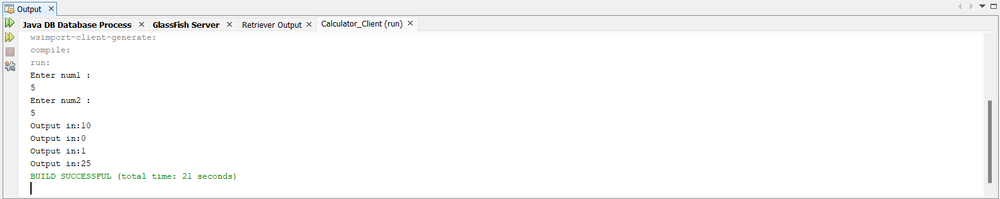 Output
Java DB Database Process
GlassFish Server
Retriever Output
Calculator_Client (run)
wsimport-client-generate:
compile:
run:
Enter num1 :
5
Enter num2 :
5
Output in:10
Output in:0
Output in:1
Output in:25
BUILD SUCCESSFUL (total time: 21 seconds)